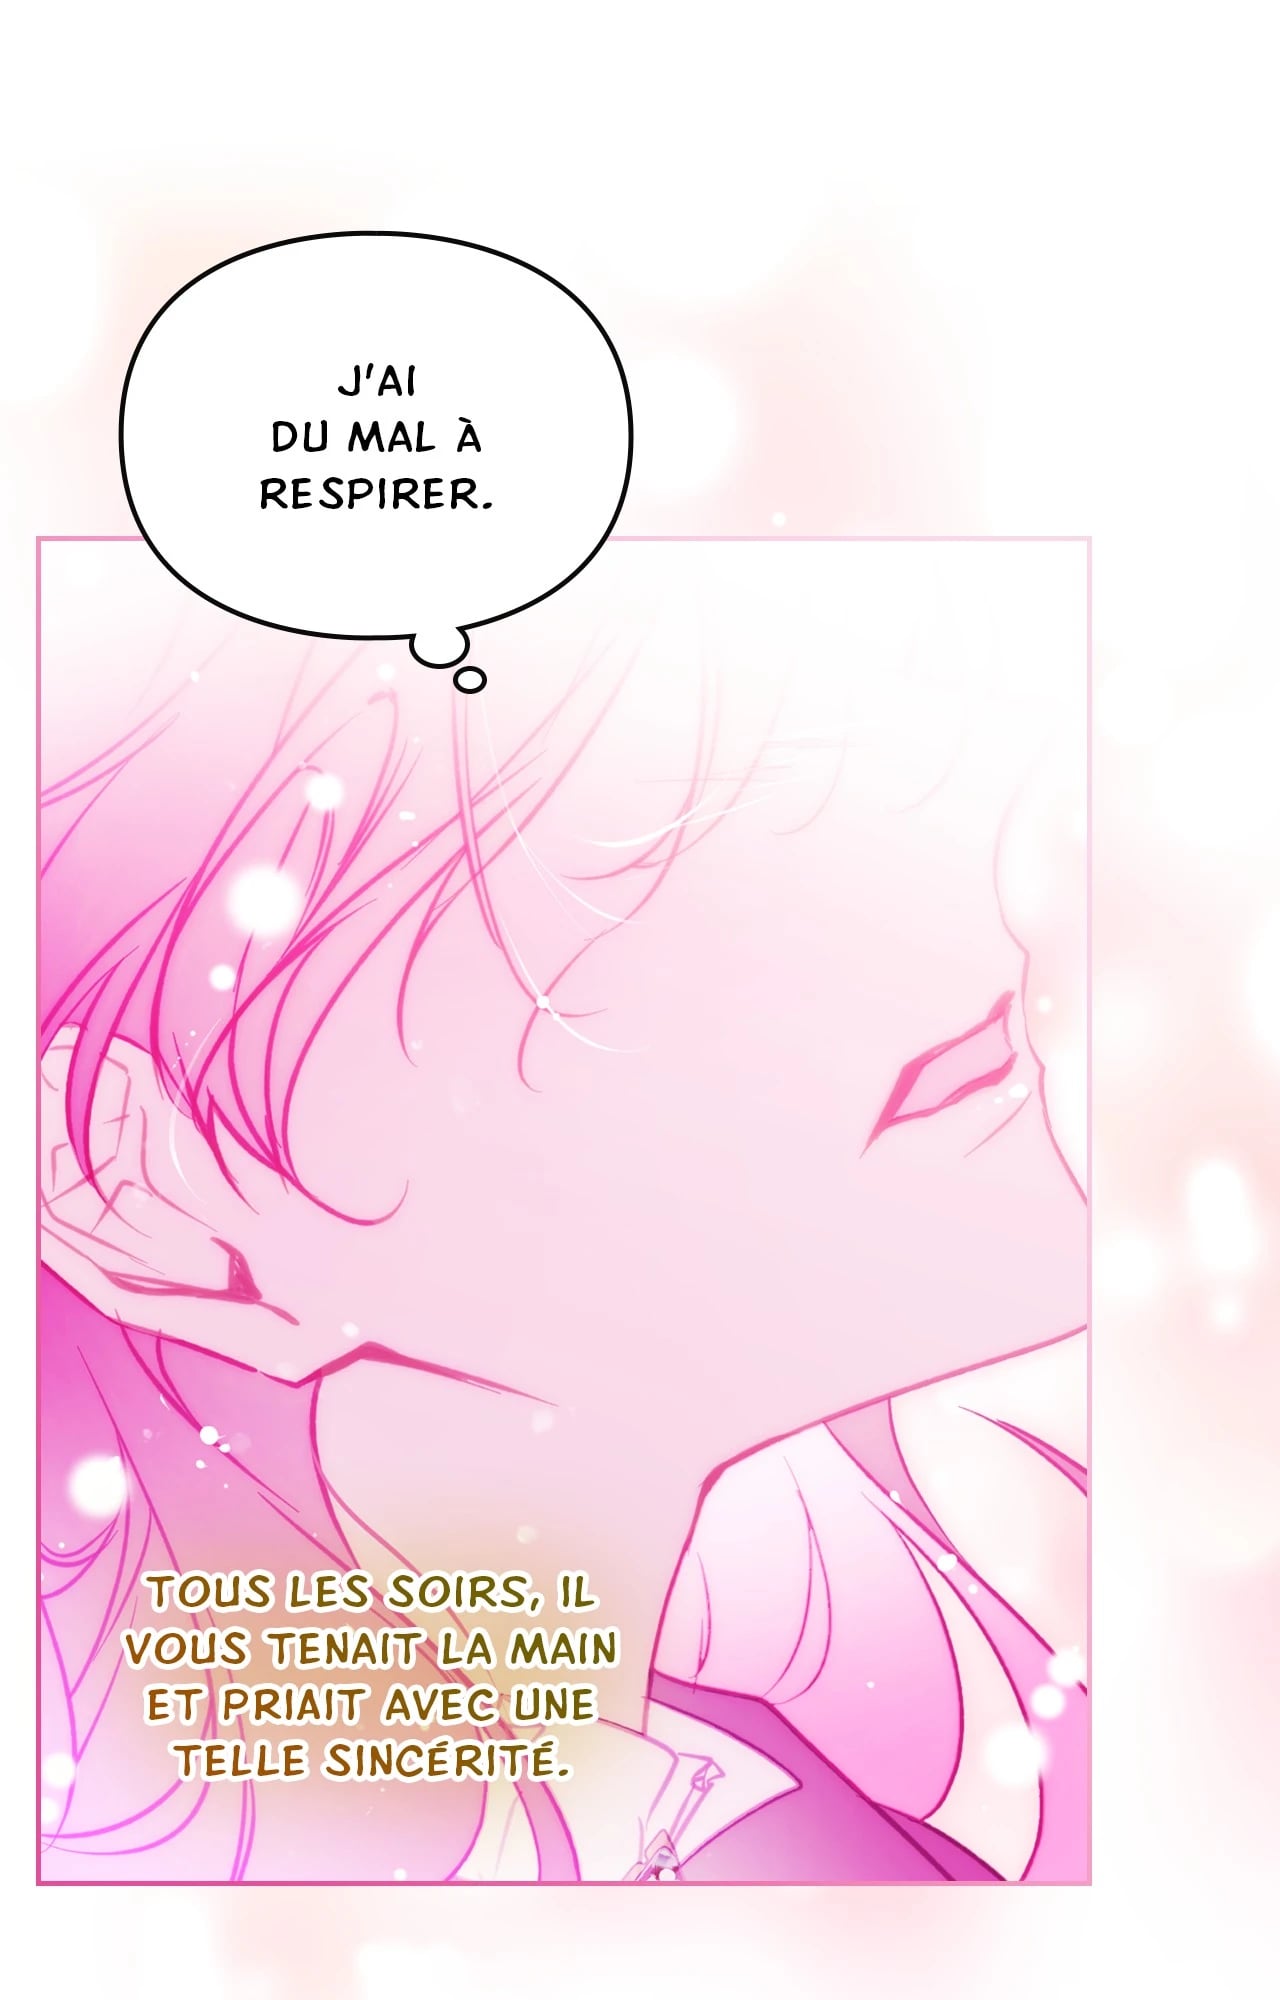 J'AI
DU MAL À
RESPIRER.
TOUS LES SOIRS, IL
VOUS TENAIT LA MAIN
ET PRIAIT AVEC UNE
TELLE SINCÉRITÉ.